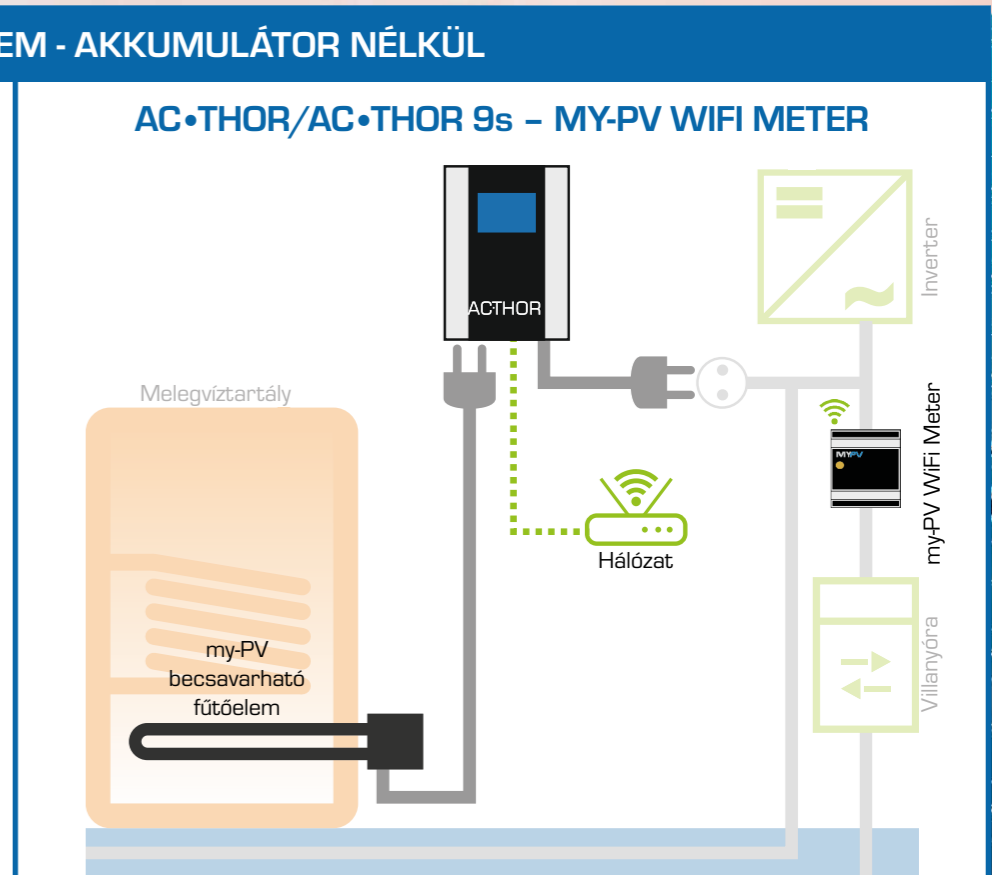 EM - AKKUMULÁTOR NÉLKÜL
AC•THOR/AC•THOR 9s – MY-PV WIFI METER
Inverter
ACTHOR
Melegvíztartály
my-PV WiFi Meter
MYPV
Hálózat
Villanyóra
my-PV
becsavarható
fűtőelem